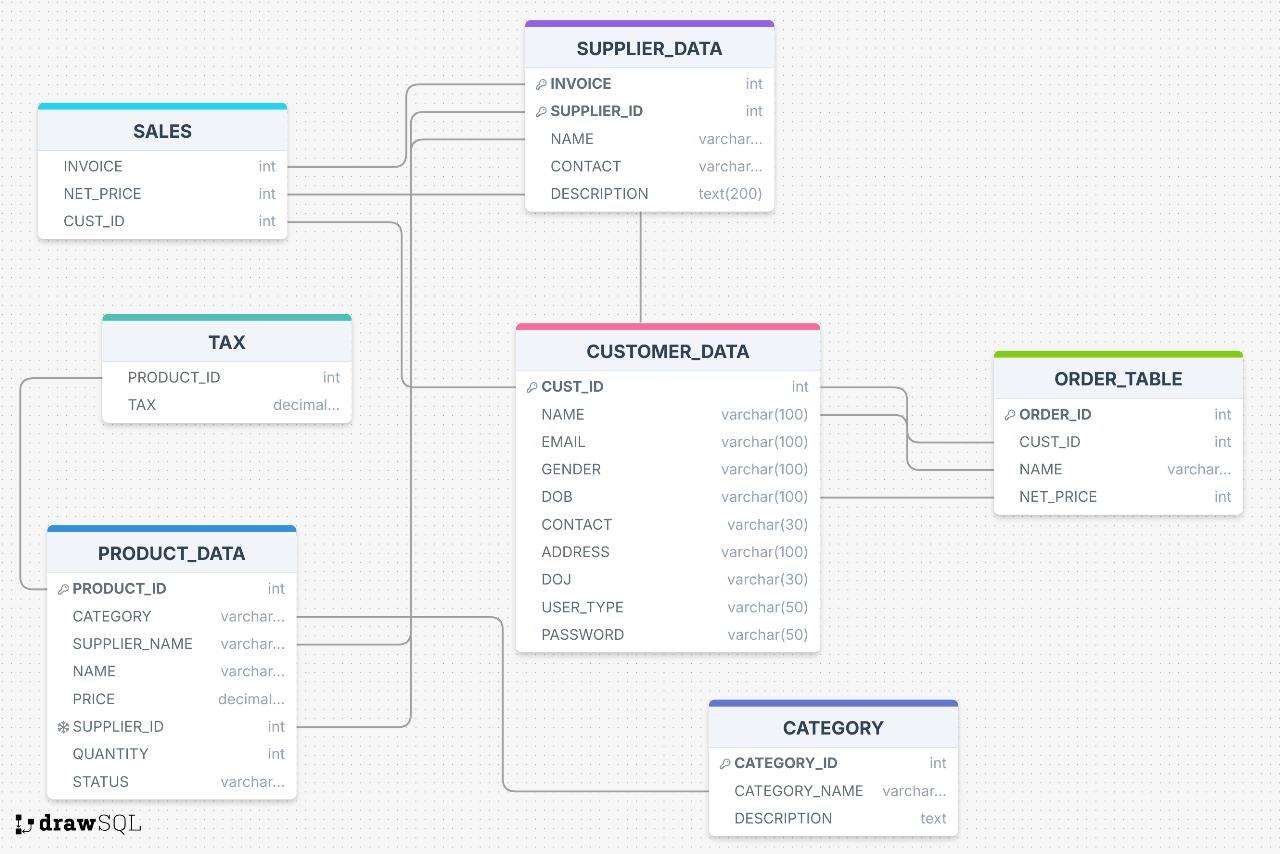 SUPPLIER_DATA
INVOICE int
SUPPLIER_ID int
NAME varchar...
CONTACT varchar...
DESCRIPTION text(200)
SALES
INVOICE int
NET_PRICE int
CUST_ID int
TAX
PRODUCT_ID int
TAX decimal...
CUSTOMER_DATA
CUST_ID int
NAME varchar(100)
EMAIL varchar(100)
GENDER varchar(100)
DOB varchar(100)
CONTACT varchar(30)
ADDRESS varchar(100)
DOJ varchar(30)
USER_TYPE varchar(50)
PASSWORD varchar(50)
ORDER_TABLE
ORDER_ID int
CUST_ID int
NAME varchar...
NET_PRICE int
PRODUCT_DATA
PRODUCT_ID int
CATEGORY varchar...
SUPPLIER_NAME varchar...
NAME varchar...
PRICE decimal...
SUPPLIER_ID int
QUANTITY int
STATUS varchar...
CATEGORY
CATEGORY_ID int
CATEGORY_NAME varchar...
DESCRIPTION text
drawSQL